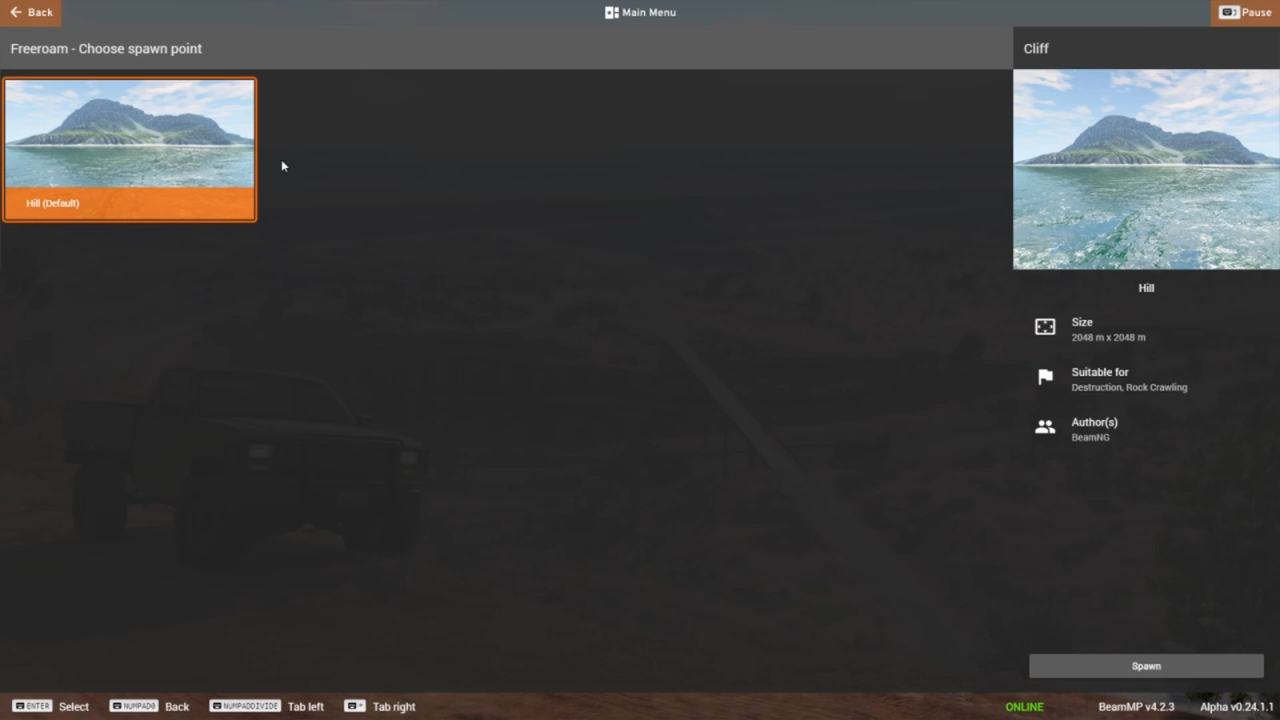 Back
Main Menu
Pause
Freeroam - Choose spawn point
Cliff
Hill (Default)
Hill
Size
2048 m x 2048 m
Suitable for
Destruction, Rock Crawling
Author(s)
BeamNG
Spawn
ENTER Select NUMPAD0 Back NUMPADDIVIDE Tab left Tab right
ONLINE BeamMP v4.2.3 Alpha v0.24.1.1